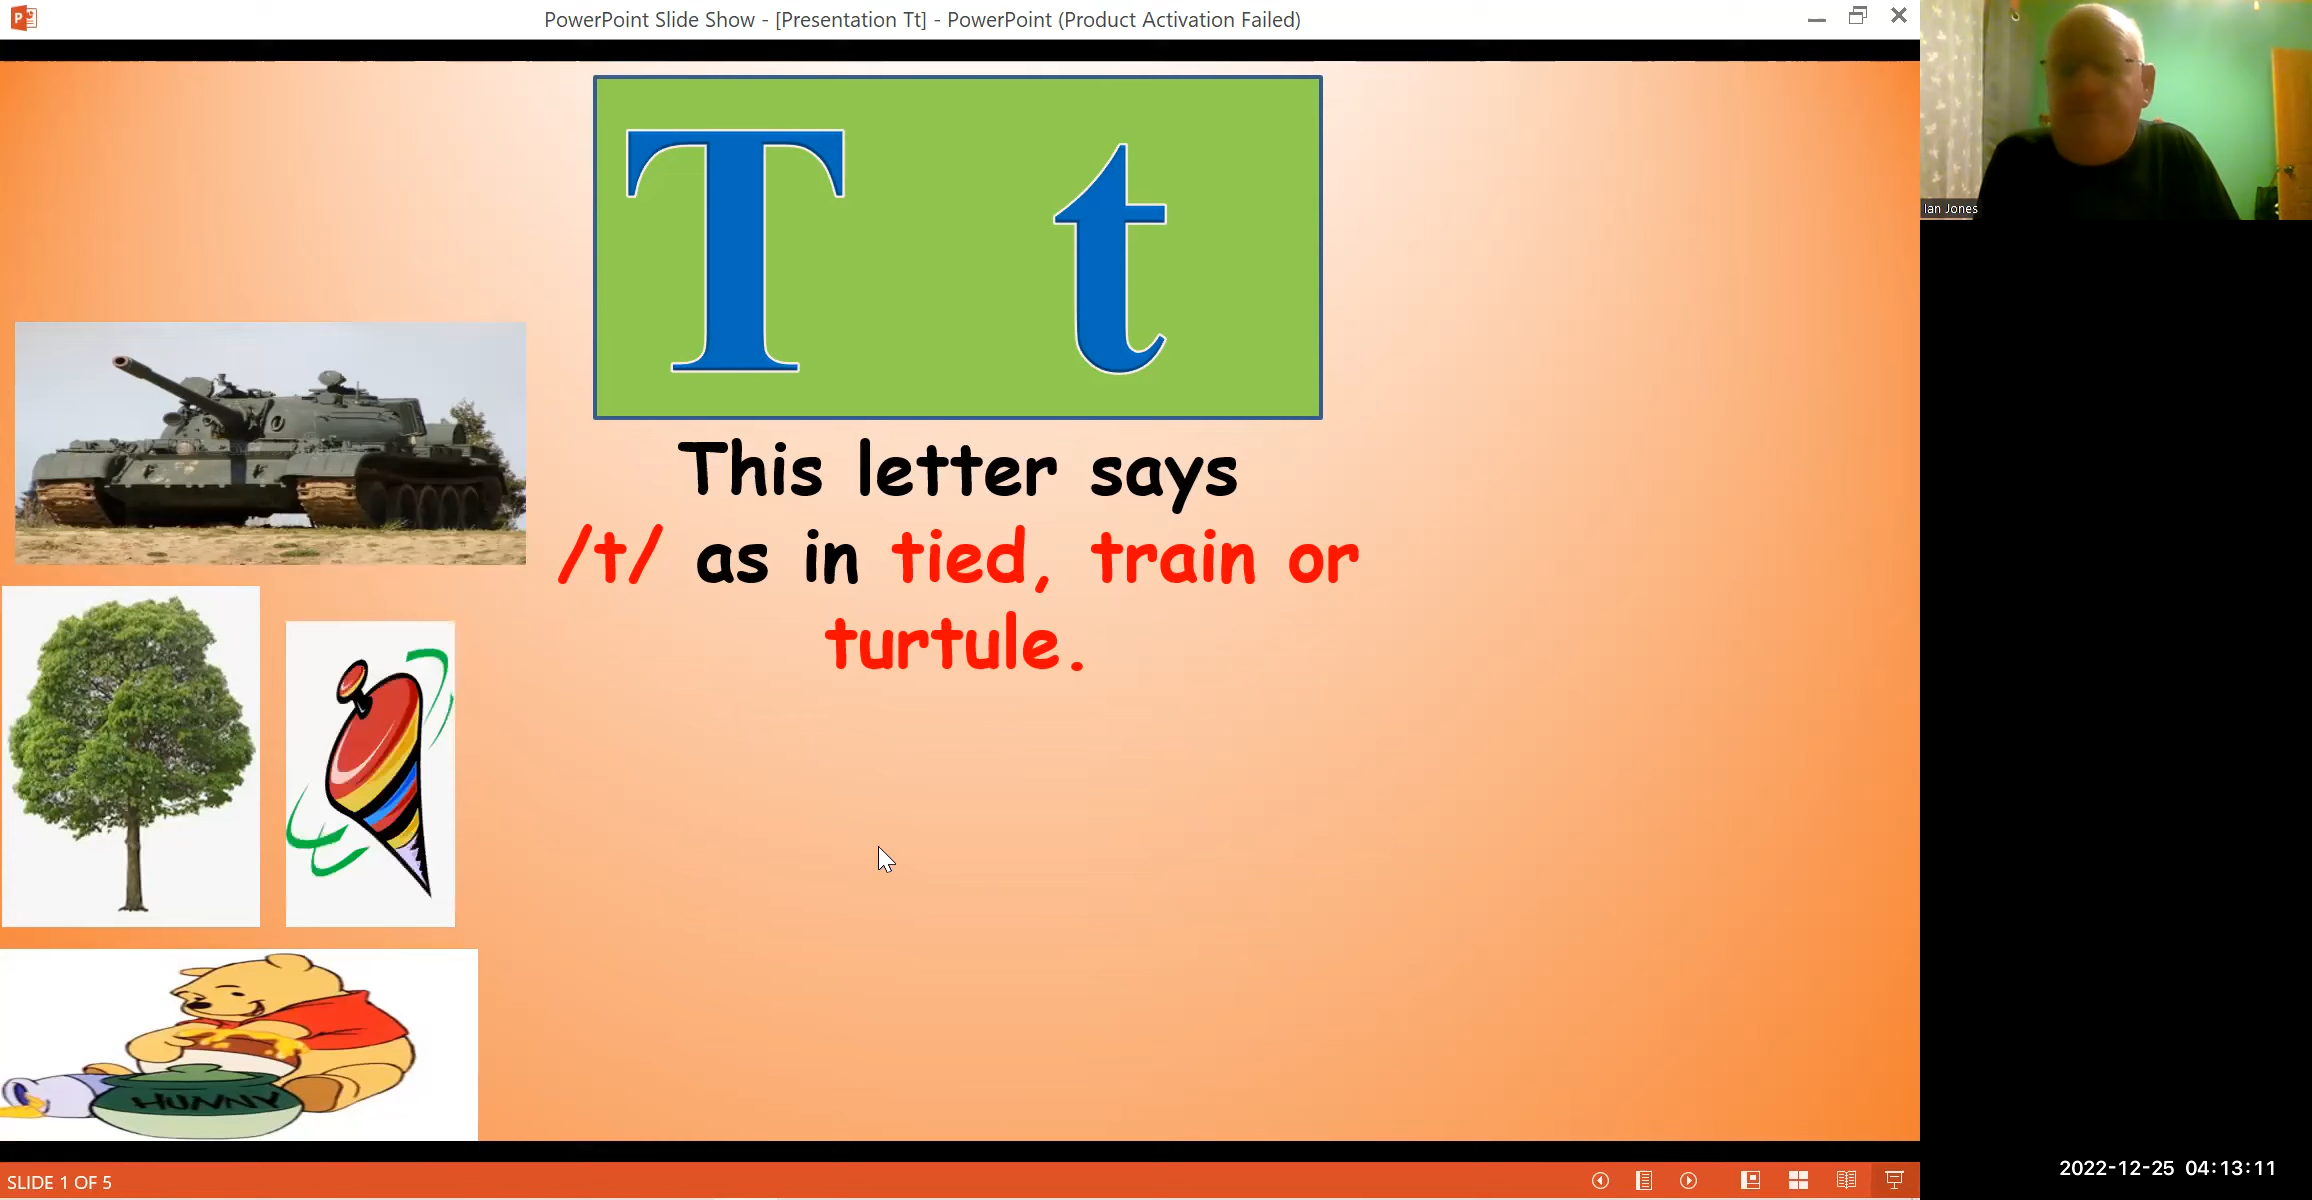 PowerPoint Slide Show - [Presentation Tt] - PowerPoint (Product Activation Failed)
Ian Jones
T t
This letter says
/t/ as in tied, train or
turtule.
HUNNY
2022-12-25 04:13:11
SLIDE 1 OF 5